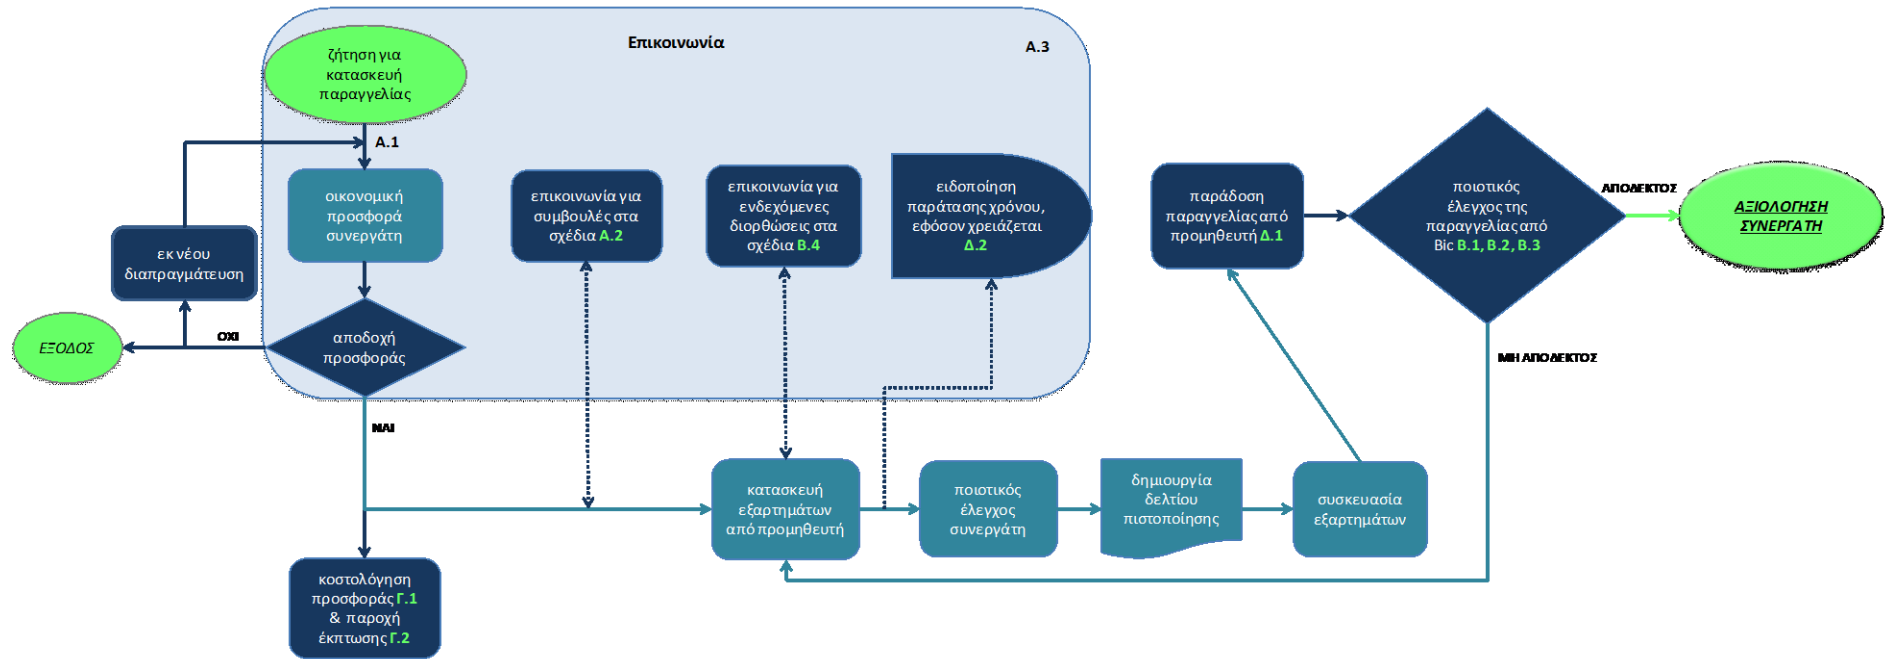 Επικοινωνία
Α.3
ζήτηση για
κατασκευή
παραγγελίας
Α.1
οικονομική
προσφορά
συνεργάτη
εκ νέου
διαπραγμάτευση
ΕΞΟΔΟΣ
ΟΧΙ
αποδοχή
προσφοράς
ΝΑΙ
κοστολόγηση
προσφοράς Γ.1
& παροχή
έκπτωσης Γ.2
επικοινωνία για
συμβουλές στα
σχέδια Α.2
επικοινωνία για
ενδεχόμενες
διορθώσεις στα
σχέδια Β.4
ειδοποίηση
παράτασης χρόνου,
εφόσον χρειάζεται
Δ.2
κατασκευή
εξαρτημάτων
από προμηθευτή
ποιοτικός
έλεγχος
συνεργάτη
δημιουργία
δελτίου
πιστοποίησης
συσκευασία
εξαρτημάτων
παράδοση
παραγγελίας από
προμηθευτή Δ.1
ποιοτικός
έλεγχος της
παραγγελίας από
Bic Β.1, Β.2, Β.3
ΑΠΟΔΕΚΤΟΣ
ΜΗ ΑΠΟΔΕΚΤΟΣ
ΑΞΙΟΛΟΓΗΣΗ
ΣΥΝΕΡΓΑΤΗ